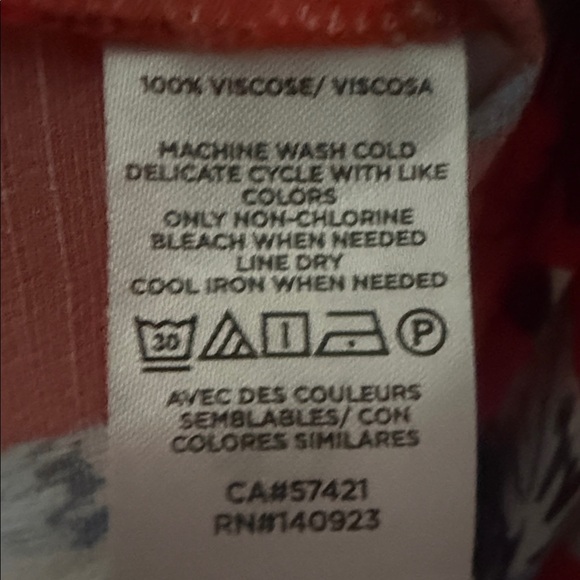 100% VISCOSE/ VISCOSA
MACHINE WASH COLD
DELICATE CYCLE WITH LIKE
COLORS
ONLY NON-CHLORINE
BLEACH WHEN NEEDED
LINE DRY
COOL IRON WHEN NEEDED
30 P
AVEC DES COULEURS
SEMBLABLES/ CON
COLORES SIMILARES
CA#57421
RN#140923